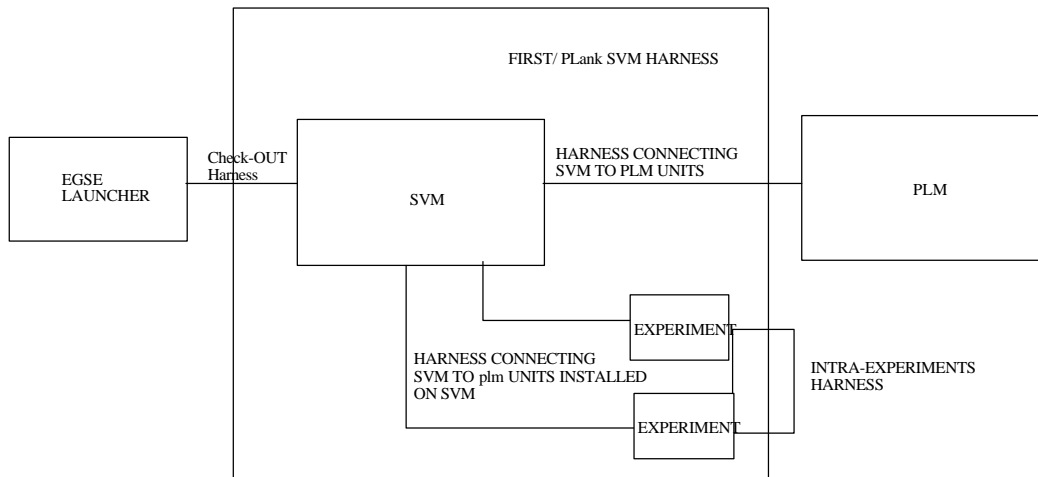 FIRST/ PLank SVM HARNESS
EGSE
LAUNCHER
Check-OUT
Harness
SVM
HARNESS CONNECTING
SVM TO PLM UNITS
PLM
EXPERIMENT
HARNESS CONNECTING
SVM TO plm UNITS INSTALLED
ON SVM
EXPERIMENT
INTRA-EXPERIMENTS
HARNESS